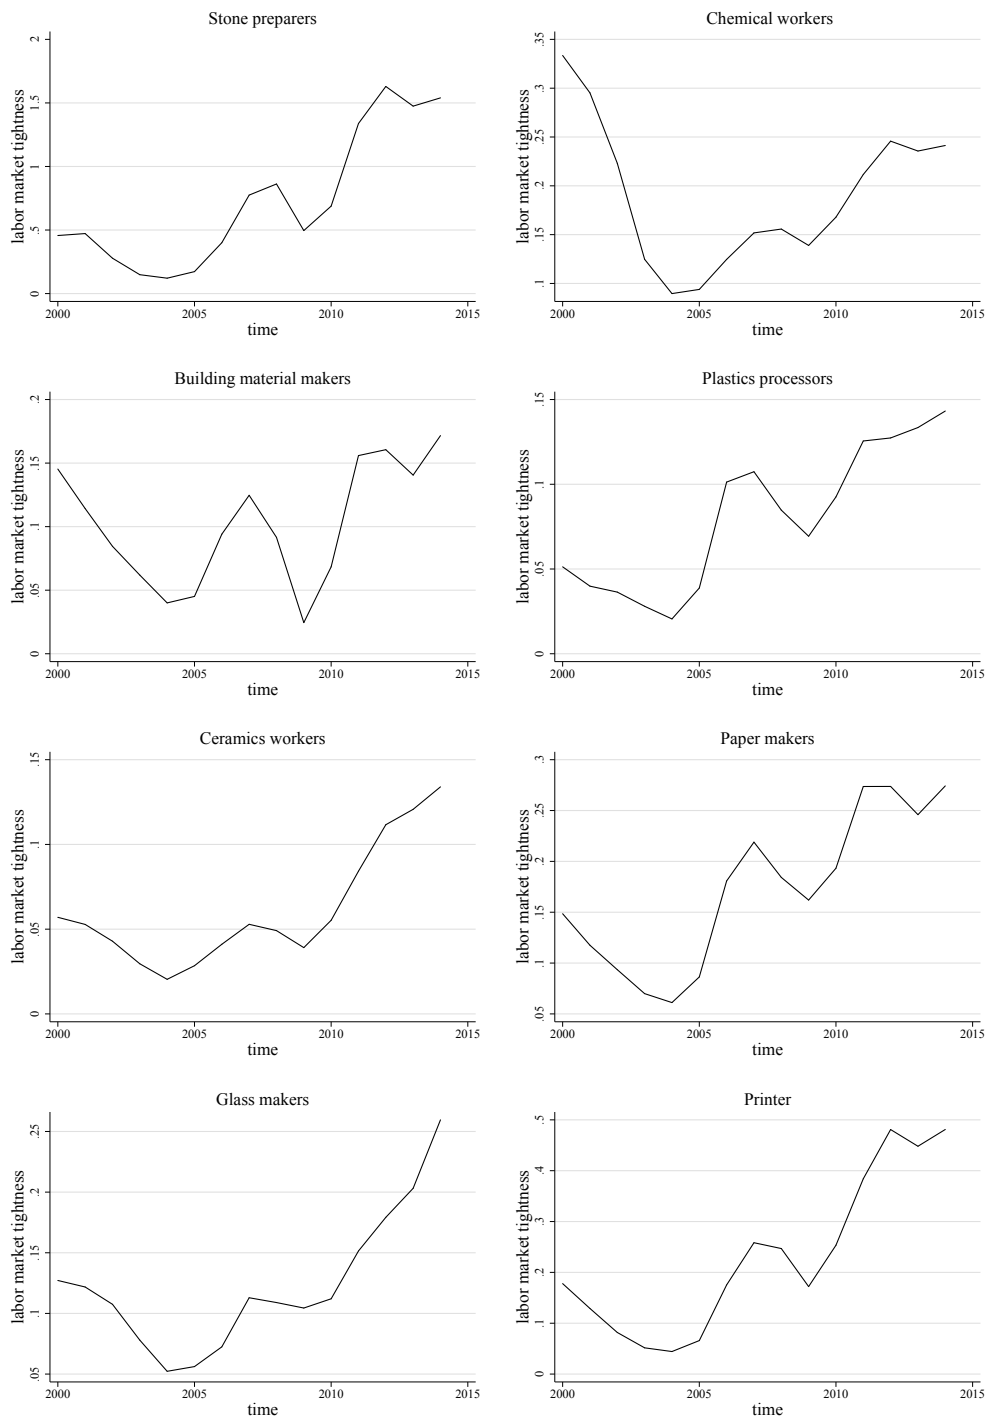 Stone preparers
labor market tightness
2
1.5
1
.5
0
2000 2005 2010 2015
time
Chemical workers
labor market tightness
.35
.3
.25
.2
.15
.1
2000 2005 2010 2015
time
Building material makers
labor market tightness
.2
.15
.1
.05
0
2000 2005 2010 2015
time
Plastics processors
labor market tightness
.15
.1
.05
0
2000 2005 2010 2015
time
Ceramics workers
labor market tightness
.15
.1
.05
0
2000 2005 2010 2015
time
Paper makers
labor market tightness
.3
.25
.2
.15
.1
.05
2000 2005 2010 2015
time
Glass makers
labor market tightness
.25
.2
.15
.1
.05
2000 2005 2010 2015
time
Printer
labor market tightness
.5
.4
.3
.2
.1
0
2000 2005 2010 2015
time